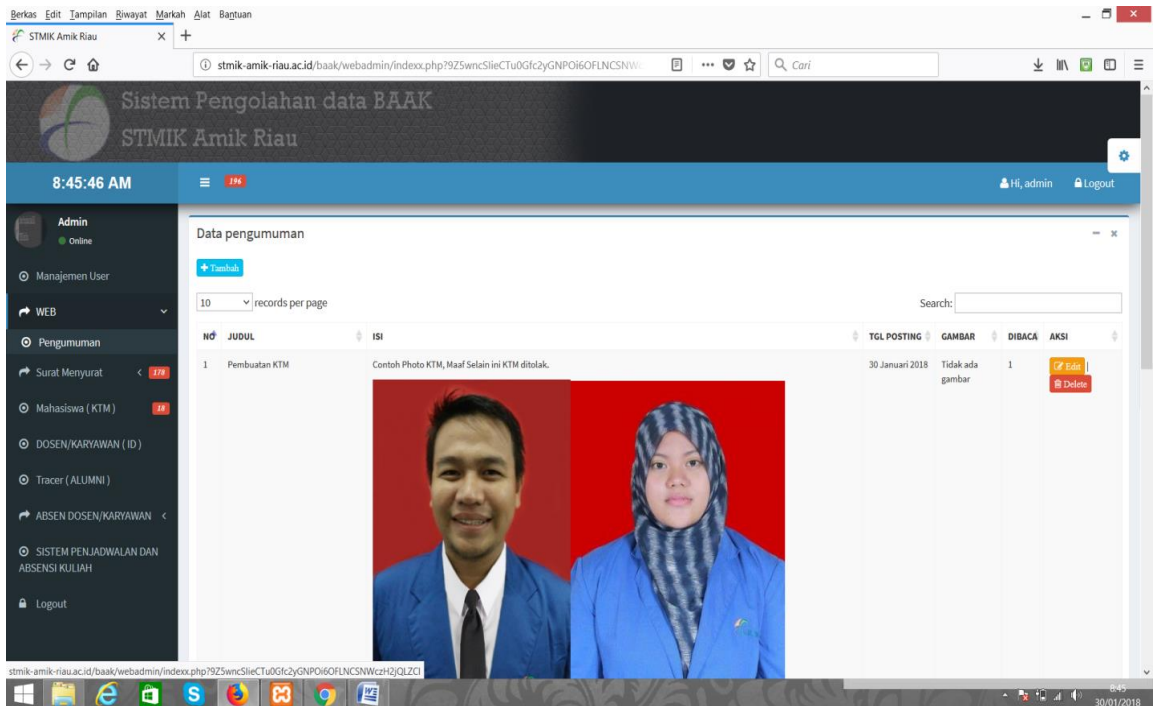 Berkas Edit Tampilan Riwayat Markah Alat Bantuan
STMIK Amik Riau
stmik-amik-riau.ac.id/baak/webadmin/indexx.php?9Z5wncSlieCTu0Gfc2yGNPOi6OFLNCSNWc
Cari
Sistem Pengolahan data BAAK
STMIK Amik Riau
8:45:46 AM
196
Hi, admin Logout
Admin
Online
Manajemen User
WEB
Pengumuman
Surat Menyurat 178
Mahasiswa ( KTM ) 18
DOSEN/KARYAWAN ( ID )
Tracer ( ALUMNI )
ABSEN DOSEN/KARYAWAN
SISTEM PENJADWALAN DAN
ABSENSI KULIAH
Logout
Data pengumuman
+ Tambah
10 records per page Search:
NO JUDUL ISI TGL POSTING GAMBAR DIBACA AKSI
1 Pembuatan KTM Contoh Photo KTM, Maaf Selain ini KTM ditolak. 30 Januari 2018 Tidak ada 1 Edit |
gambar Delete
stmik-amik-riau.ac.id/baak/webadmin/indexx.php?9Z5wncSlieCTu0Gfc2yGNPOi6OFLNCSNWczH2jQLZCI
8:45
30/01/2018